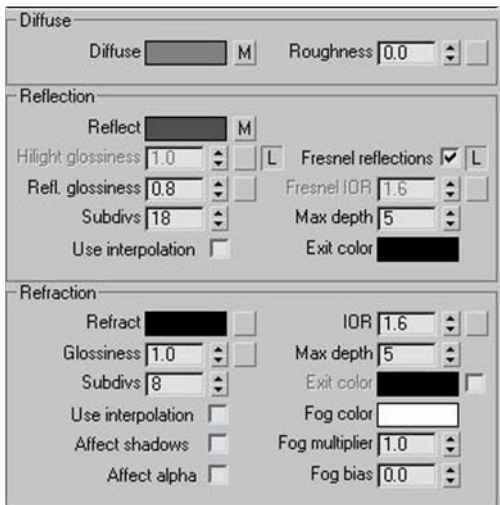 Diffuse
Diffuse M Roughness 0.0
Reflection
Reflect M
Hilight glossiness 1.0 L Fresnel reflections L
Refl. glossiness 0.8 Fresnel IOR 1.6
Subdivs 18 Max depth 5
Use interpolation Exit color
Refraction
Refract IOR 1.6
Glossiness 1.0 Max depth 5
Subdivs 8 Exit color
Use interpolation Fog color
Affect shadows Fog multiplier 1.0
Affect alpha Fog bias 0.0